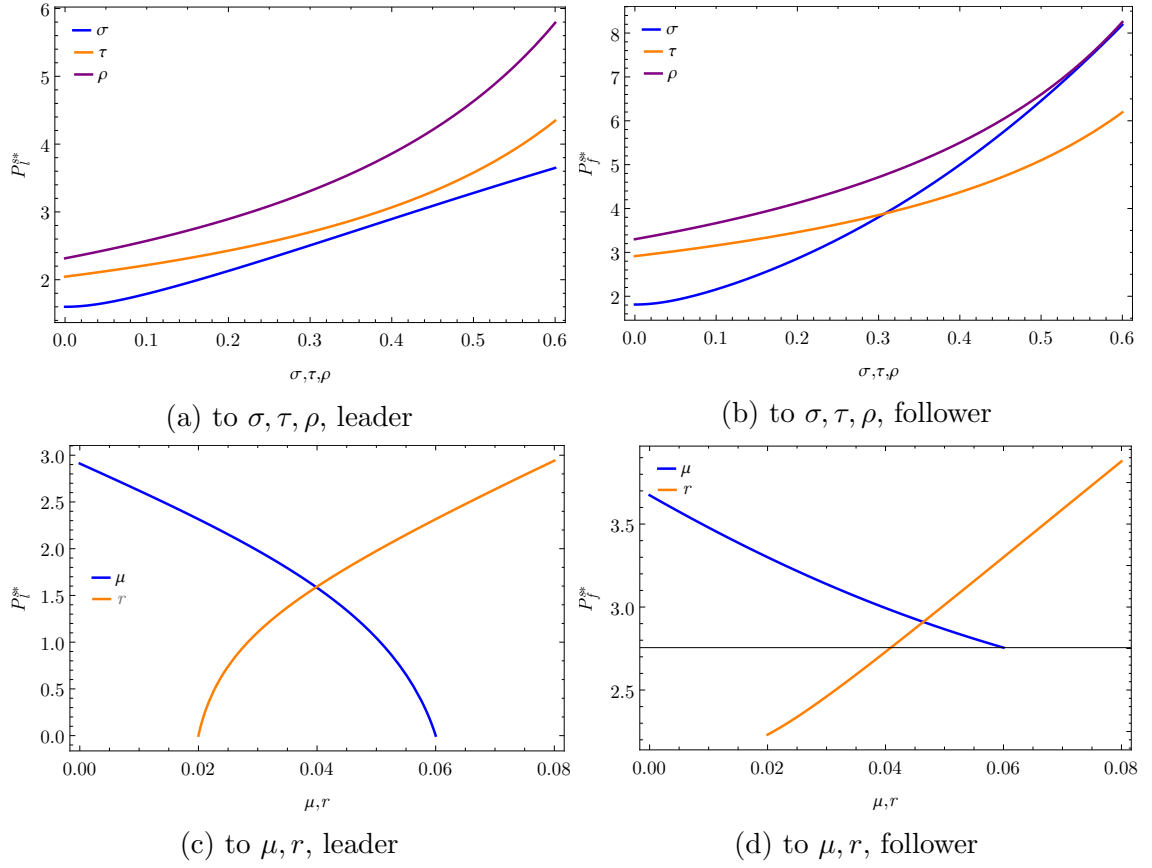 6
5
4
3
2
P_l^{s*}
σ
τ
ρ
0.0 0.1 0.2 0.3 0.4 0.5 0.6
σ,τ,ρ
(a) to σ, τ, ρ, leader
8
7
6
5
4
3
2
P_f^{s*}
σ
τ
ρ
0.0 0.1 0.2 0.3 0.4 0.5 0.6
σ,τ,ρ
(b) to σ, τ, ρ, follower
3.0
2.5
2.0
1.5
1.0
0.5
0.0
P_l^{s*}
μ
r
0.00 0.02 0.04 0.06 0.08
μ,r
(c) to μ, r, leader
3.5
3.0
2.5
P_f^{s*}
μ
r
0.00 0.02 0.04 0.06 0.08
μ,r
(d) to μ, r, follower